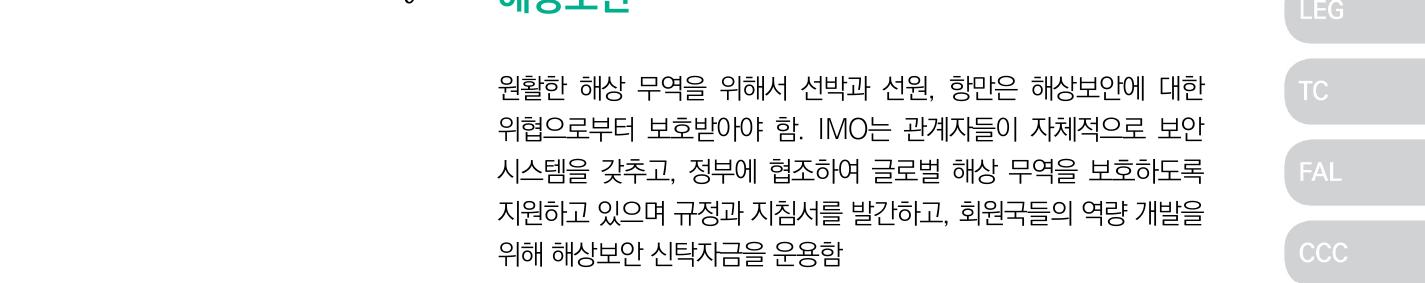 해상보안
LEG
원활한 해상 무역을 위해서 선박과 선원, 항만은 해상보안에 대한
TC
위협으로부터 보호받아야 함. IMO는 관계자들이 자체적으로 보안
시스템을 갖추고, 정부에 협조하여 글로벌 해상 무역을 보호하도록
FAL
지원하고 있으며 규정과 지침서를 발간하고, 회원국들의 역량 개발을
위해 해상보안 신탁자금을 운용함
CCC